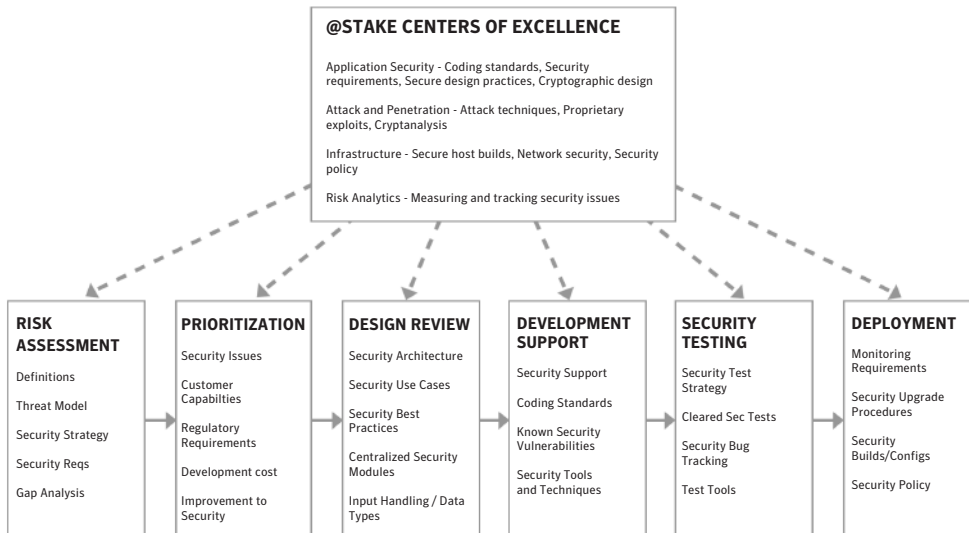 @STAKE CENTERS OF EXCELLENCE
Application Security - Coding standards, Security
requirements, Secure design practices, Cryptographic design
Attack and Penetration - Attack techniques, Proprietary
exploits, Cryptanalysis
Infrastructure - Secure host builds, Network security, Security
policy
Risk Analytics - Measuring and tracking security issues
RISK
ASSESSMENT
Definitions
Threat Model
Security Strategy
Security Reqs
Gap Analysis
PRIORITIZATION
Security Issues
Customer
Capabilties
Regulatory
Requirements
Development cost
Improvement to
Security
DESIGN REVIEW
Security Architecture
Security Use Cases
Security Best
Practices
Centralized Security
Modules
Input Handling / Data
Types
DEVELOPMENT
SUPPORT
Security Support
Coding Standards
Known Security
Vulnerabilities
Security Tools
and Techniques
SECURITY
TESTING
Security Test
Strategy
Cleared Sec Tests
Security Bug
Tracking
Test Tools
DEPLOYMENT
Monitoring
Requirements
Security Upgrade
Procedures
Security
Builds/Configs
Security Policy